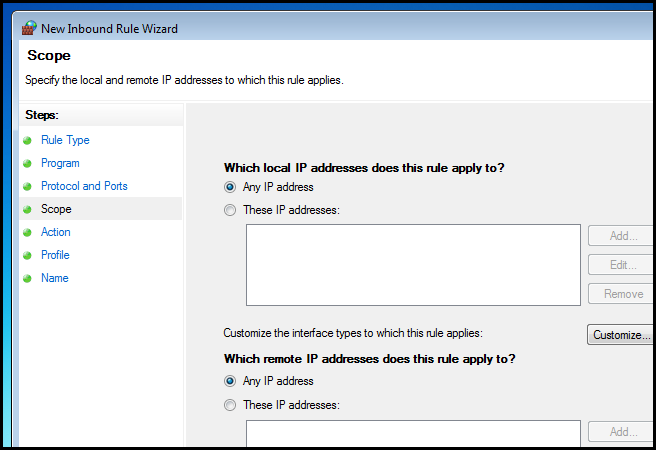 New Inbound Rule Wizard
Scope
Specify the local and remote IP addresses to which this rule applies.
Steps:
Rule Type
Program
Protocol and Ports
Scope
Action
Profile
Name
Which local IP addresses does this rule apply to?
Any IP address
These IP addresses:
Add...
Edit...
Remove
Customize the interface types to which this rule applies:
Customize...
Which remote IP addresses does this rule apply to?
Any IP address
These IP addresses:
Add...